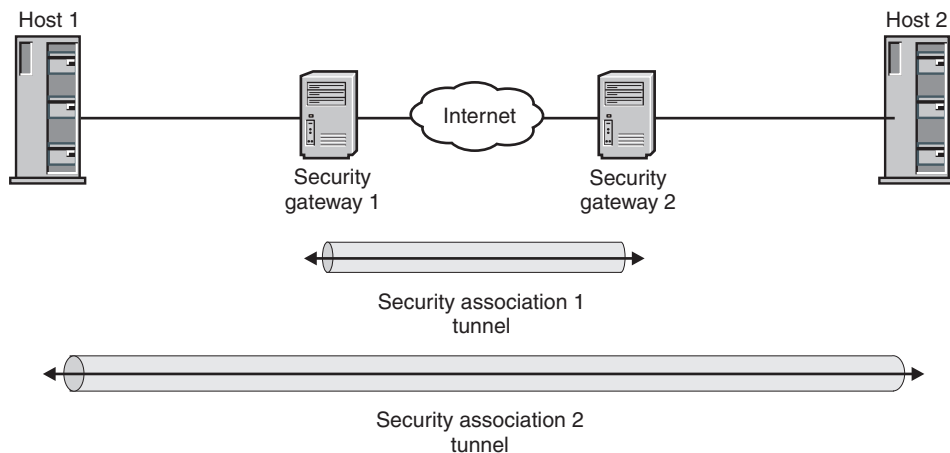 Host 1
Host 2
Internet
Security
gateway 1
Security
gateway 2
Security association 1
tunnel
Security association 2
tunnel